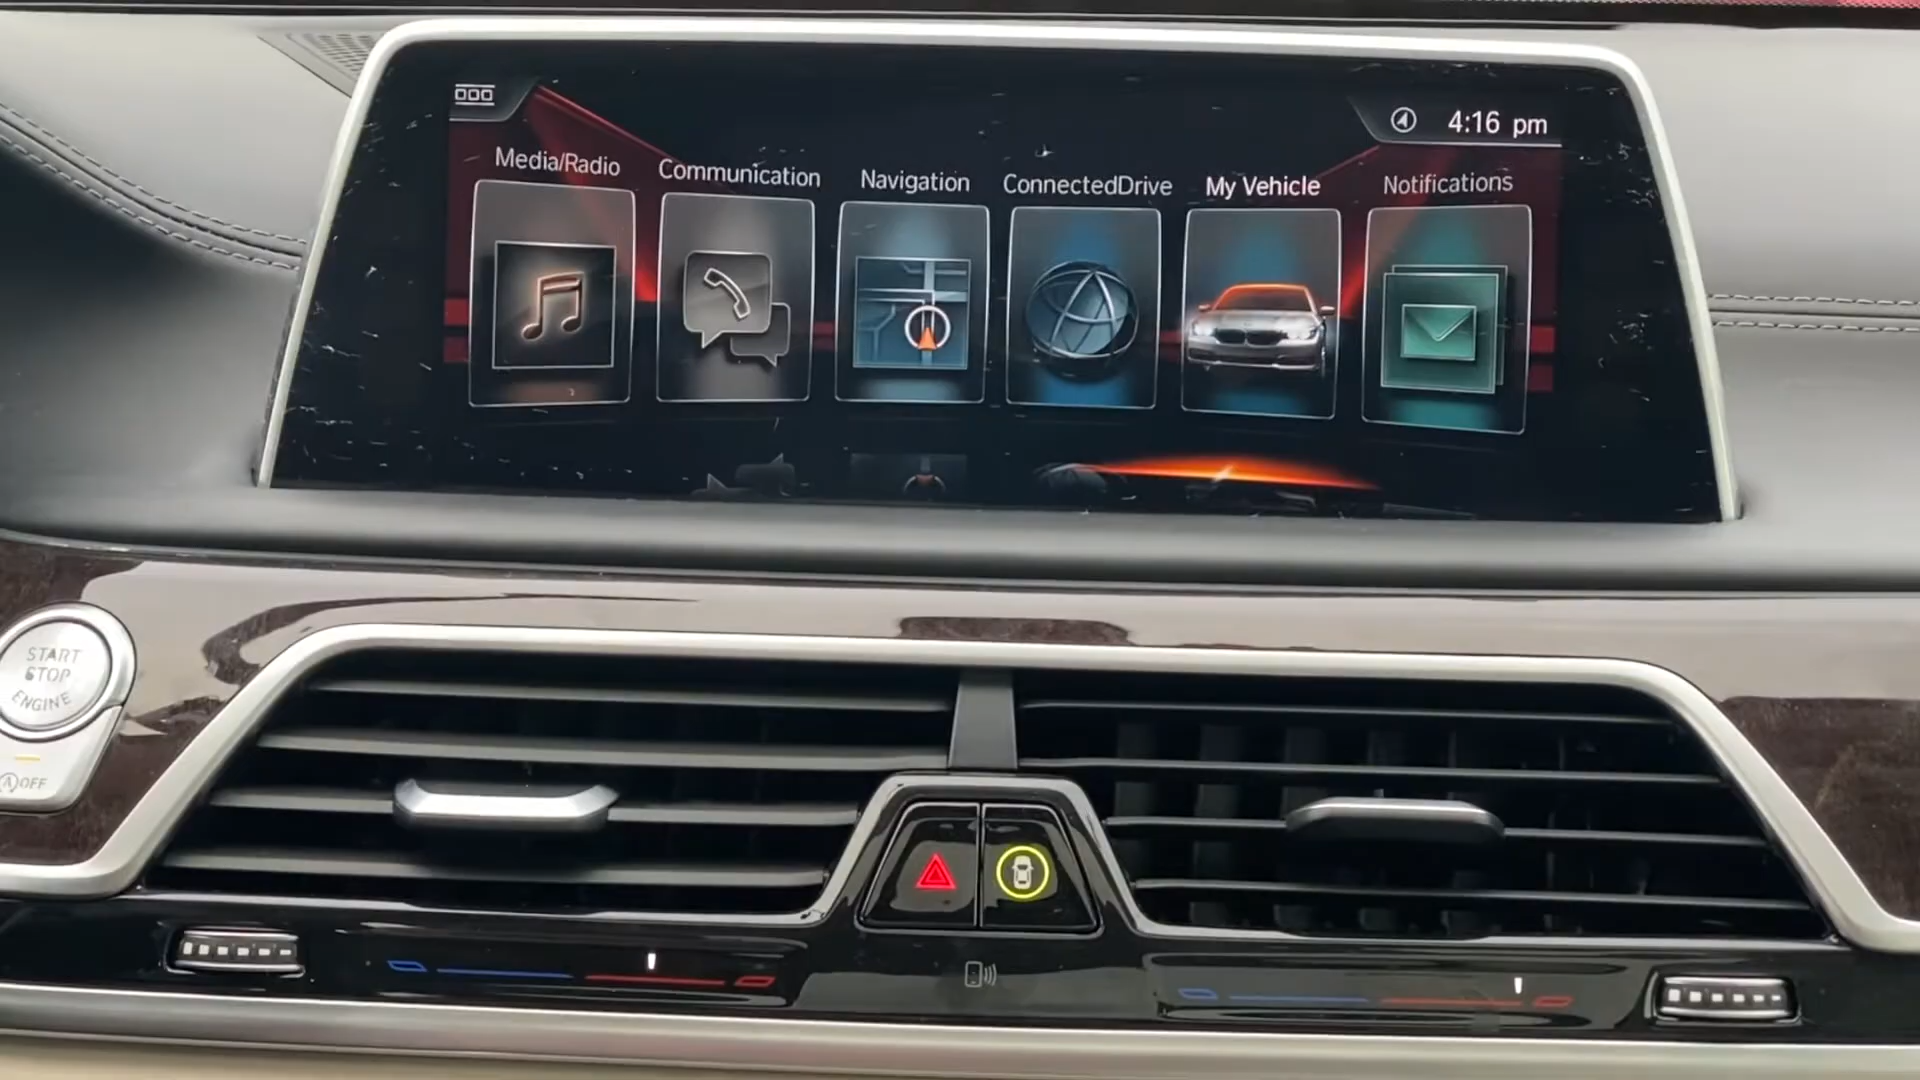 4:16 pm
Media/Radio
Communication
Navigation
ConnectedDrive
My Vehicle
Notifications
START
STOP
ENGINE
A OFF